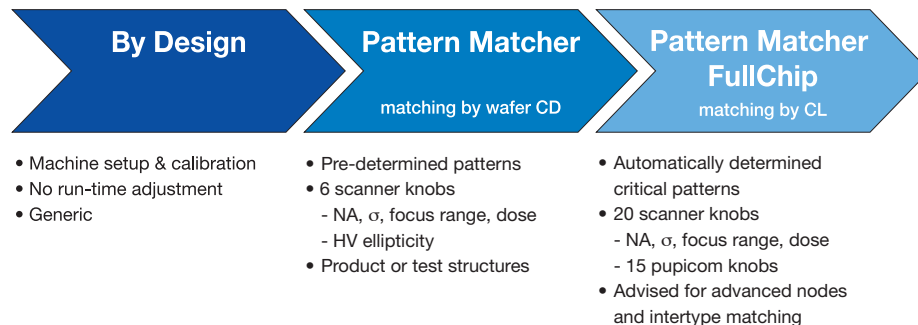 By Design
• Machine setup & calibration
• No run-time adjustment
• Generic
Pattern Matcher
matching by wafer CD
• Pre-determined patterns
• 6 scanner knobs
- NA, σ, focus range, dose
- HV ellipticity
• Product or test structures
Pattern Matcher
FullChip
matching by CL
• Automatically determined
critical patterns
• 20 scanner knobs
- NA, σ, focus range, dose
- 15 pupicom knobs
• Advised for advanced nodes
and intertype matching